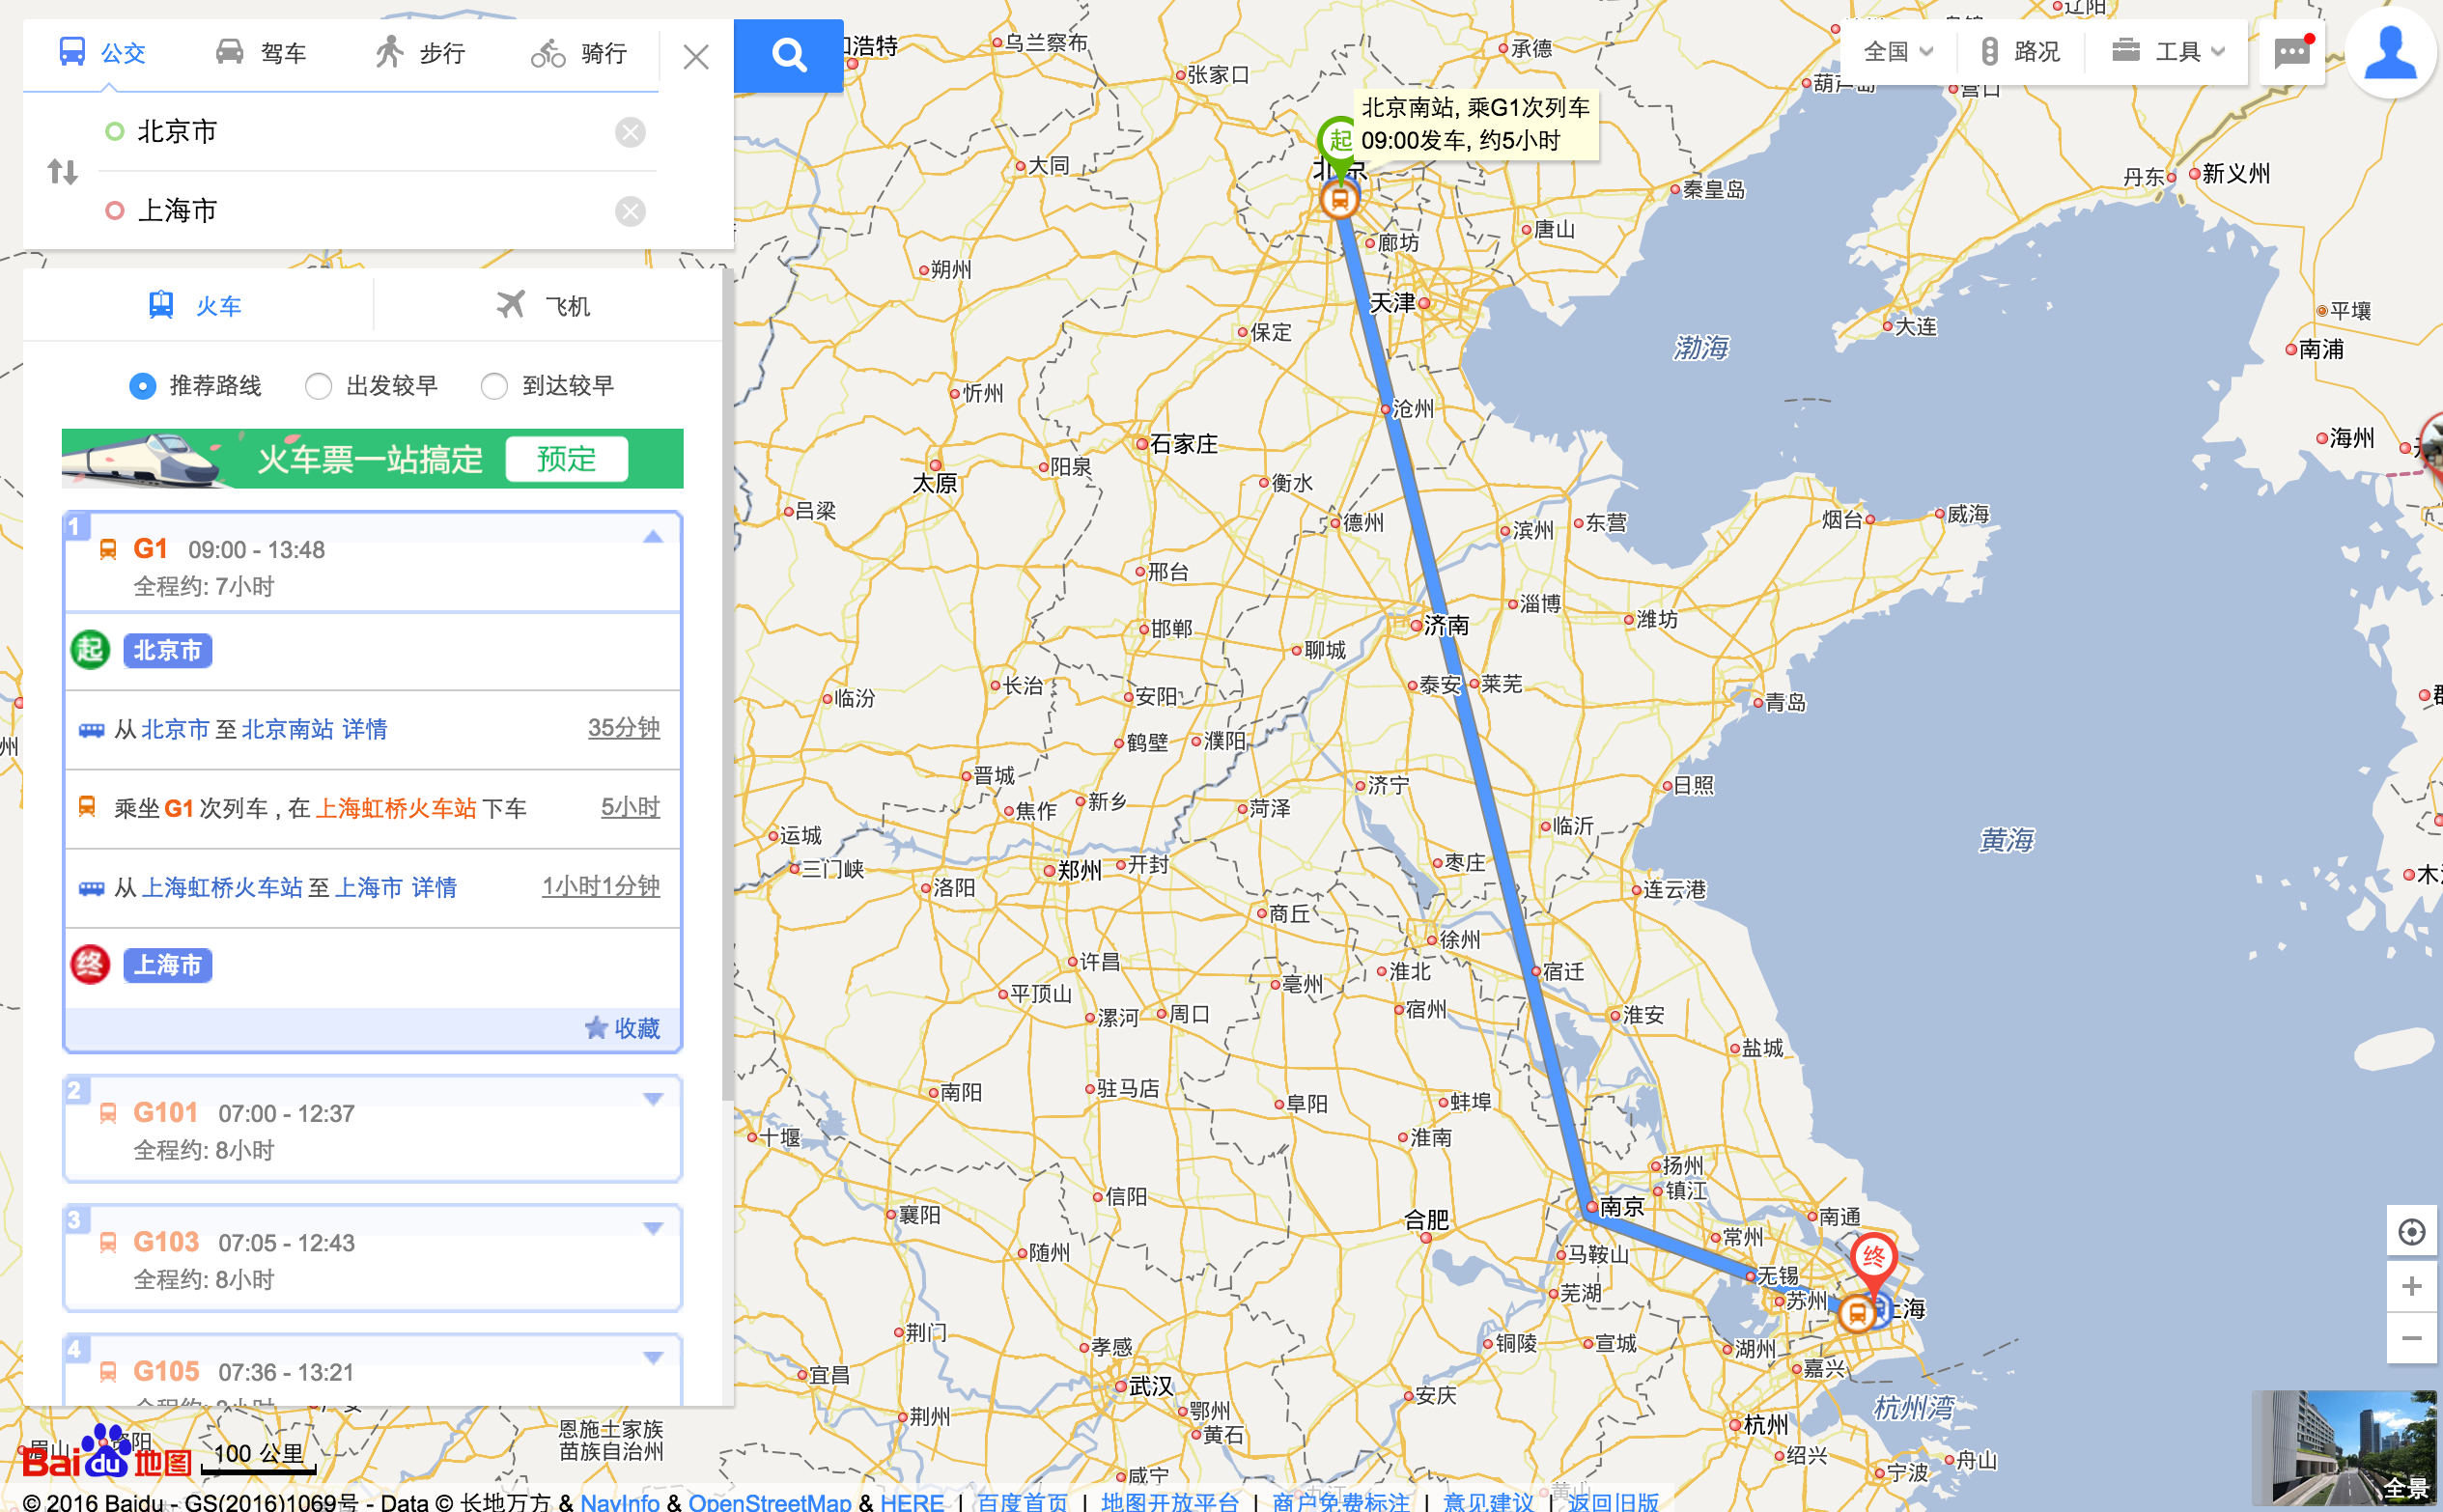 公交
驾车
步行
骑行
北京市
上海市
火车
飞机
推荐路线
出发较早
到达较早
火车票一站搞定
预定
1
G1 09:00 - 13:48
全程约: 7小时
起 北京市
从 北京市 至 北京南站 详情 35分钟
乘坐 G1 次列车 , 在 上海虹桥火车站 下车 5小时
从 上海虹桥火车站 至 上海市 详情 1小时1分钟
终 上海市
收藏
2
G101 07:00 - 12:37
全程约: 8小时
3
G103 07:05 - 12:43
全程约: 8小时
4
G105 07:36 - 13:21
全国
路况
工具
北京南站, 乘G1次列车
09:00发车, 约5小时
起
北京
乌兰察布
承德
辽阳
张家口
葫芦岛
营口
大同
秦皇岛
丹东
新义州
唐山
廊坊
朔州
天津
保定
大连
平壤
南浦
渤海
忻州
沧州
石家庄
海州
太原
阳泉
衡水
吕梁
德州
滨州
东营
烟台
威海
邢台
淄博
潍坊
邯郸
济南
聊城
临汾
长治
安阳
泰安
莱芜
青岛
鹤壁
濮阳
晋城
济宁
日照
焦作
新乡
菏泽
运城
临沂
黄海
三门峡
郑州
开封
枣庄
洛阳
连云港
商丘
徐州
许昌
亳州
淮北
宿迁
平顶山
漯河
周口
宿州
淮安
盐城
南阳
驻马店
阜阳
蚌埠
十堰
淮南
扬州
镇江
信阳
襄阳
合肥
南京
南通
随州
马鞍山
常州
终
无锡
芜湖
苏州
上海
荆门
孝感
铜陵
宣城
湖州
嘉兴
宜昌
武汉
安庆
杭州湾
荆州
鄂州
黄石
杭州
恩施土家族
苗族自治州
绍兴
宁波
舟山
咸宁
黄山
全景
Bai du 地图
100 公里
© 2016 Baidu - GS(2016)1069号 - Data © 长地万方 & NavInfo & OpenStreetMap & HERE | 百度首页 | 地图开放平台 | 商户免费标注 | 意见建议 | 返回旧版